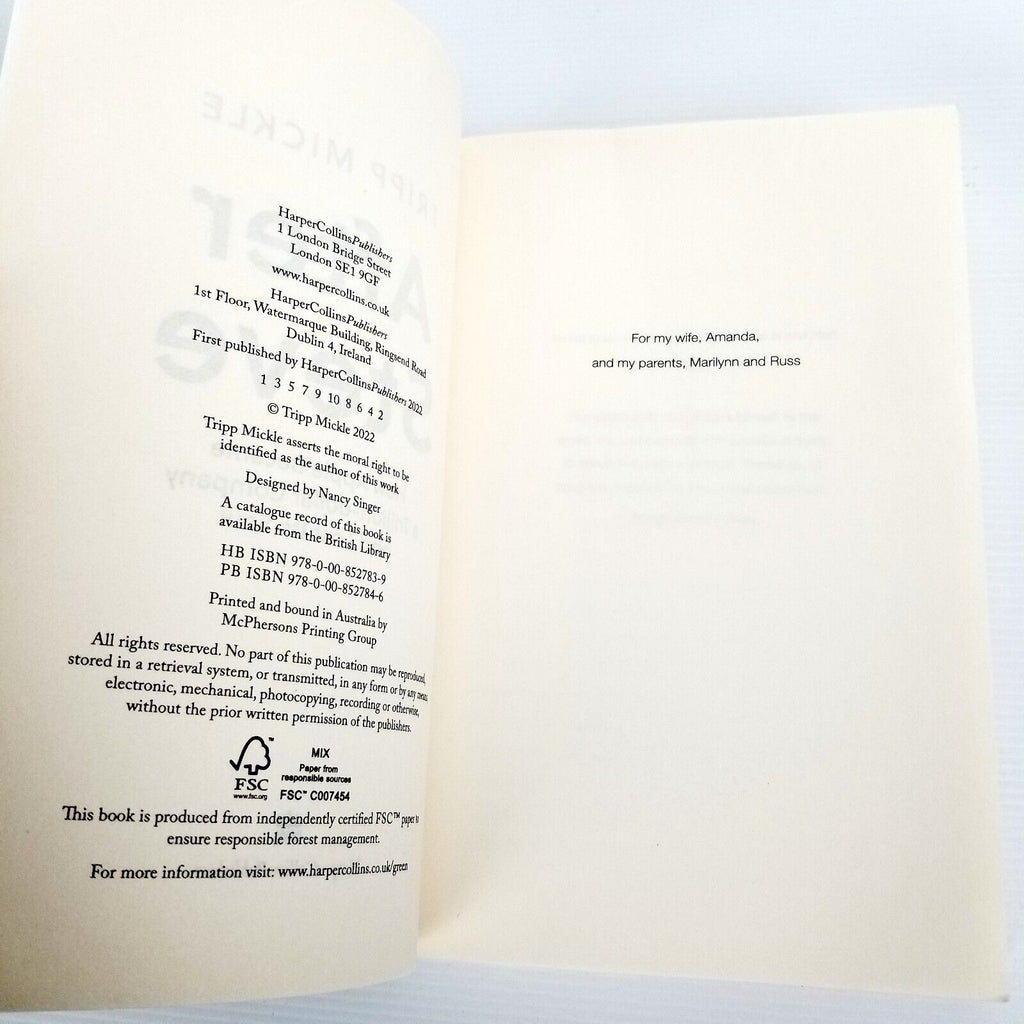 HarperCollinsPublishers
1 London Bridge Street
London SE1 9GF
www.harpercollins.co.uk
HarperCollinsPublishers
1st Floor, Watermarque Building, Ringsend Road
Dublin 4, Ireland
First published by HarperCollinsPublishers 2022
1 3 5 7 9 10 8 6 4 2
© Tripp Mickle 2022
Tripp Mickle asserts the moral right to be
identified as the author of this work
Designed by Nancy Singer
A catalogue record of this book is
available from the British Library
HB ISBN 978-0-00-852783-9
PB ISBN 978-0-00-852784-6
Printed and bound in Australia by
McPhersons Printing Group
All rights reserved. No part of this publication may be reproduced,
stored in a retrieval system, or transmitted, in any form or by any means,
electronic, mechanical, photocopying, recording or otherwise,
without the prior written permission of the publishers.
FSC™
www.fsc.org
MIX
Paper from
responsible sources
FSC™ C007454
This book is produced from independently certified FSC™ paper to
ensure responsible forest management.
For more information visit: www.harpercollins.co.uk/green
For my wife, Amanda,
and my parents, Marilynn and Russ
TRIPP MICKLE
After
Steve